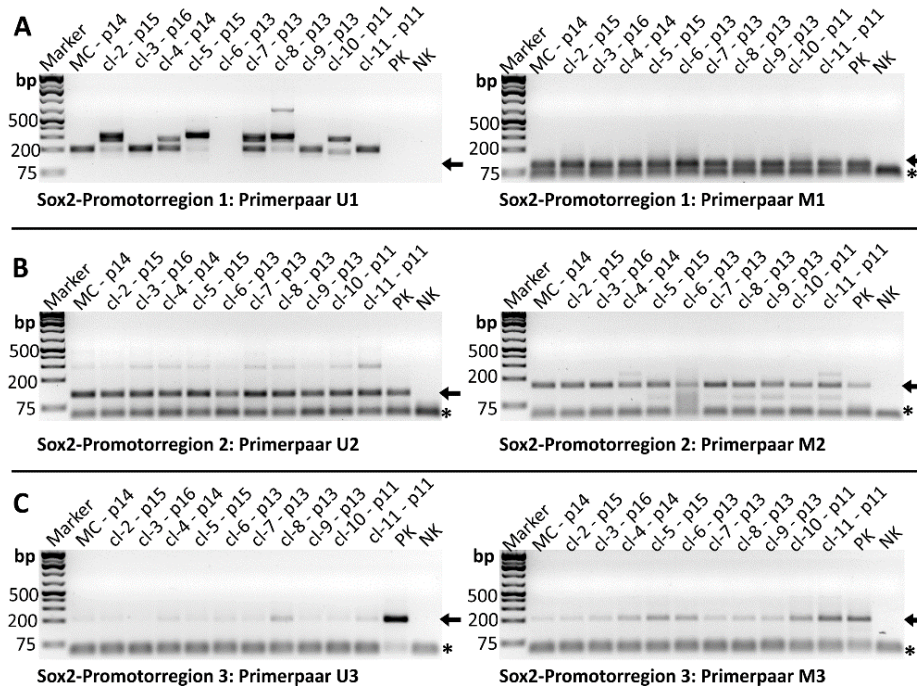 A
Marker MC - p14 cl-2 - p15 cl-3 - p16 cl-4 - p14 cl-5 - p15 cl-6 - p13 cl-7 - p13 cl-8 - p13 cl-9 - p13 cl-10 - p11 cl-11 - p11 PK NK
bp
500
200
75
Sox2-Promotorregion 1: Primerpaar U1
Marker MC - p14 cl-2 - p15 cl-3 - p16 cl-4 - p14 cl-5 - p15 cl-6 - p13 cl-7 - p13 cl-8 - p13 cl-9 - p13 cl-10 - p11 cl-11 - p11 PK NK
bp
500
200
75
*
Sox2-Promotorregion 1: Primerpaar M1
B
Marker MC - p14 cl-2 - p15 cl-3 - p16 cl-4 - p14 cl-5 - p15 cl-6 - p13 cl-7 - p13 cl-8 - p13 cl-9 - p13 cl-10 - p11 cl-11 - p11 PK NK
bp
500
200
75
*
Sox2-Promotorregion 2: Primerpaar U2
Marker MC - p14 cl-2 - p15 cl-3 - p16 cl-4 - p14 cl-5 - p15 cl-6 - p13 cl-7 - p13 cl-8 - p13 cl-9 - p13 cl-10 - p11 cl-11 - p11 PK NK
bp
500
200
75
*
Sox2-Promotorregion 2: Primerpaar M2
C
Marker MC - p14 cl-2 - p15 cl-3 - p16 cl-4 - p14 cl-5 - p15 cl-6 - p13 cl-7 - p13 cl-8 - p13 cl-9 - p13 cl-10 - p11 cl-11 - p11 PK NK
bp
500
200
75
*
Sox2-Promotorregion 3: Primerpaar U3
Marker MC - p14 cl-2 - p15 cl-3 - p16 cl-4 - p14 cl-5 - p15 cl-6 - p13 cl-7 - p13 cl-8 - p13 cl-9 - p13 cl-10 - p11 cl-11 - p11 PK NK
bp
500
200
75
*
Sox2-Promotorregion 3: Primerpaar M3